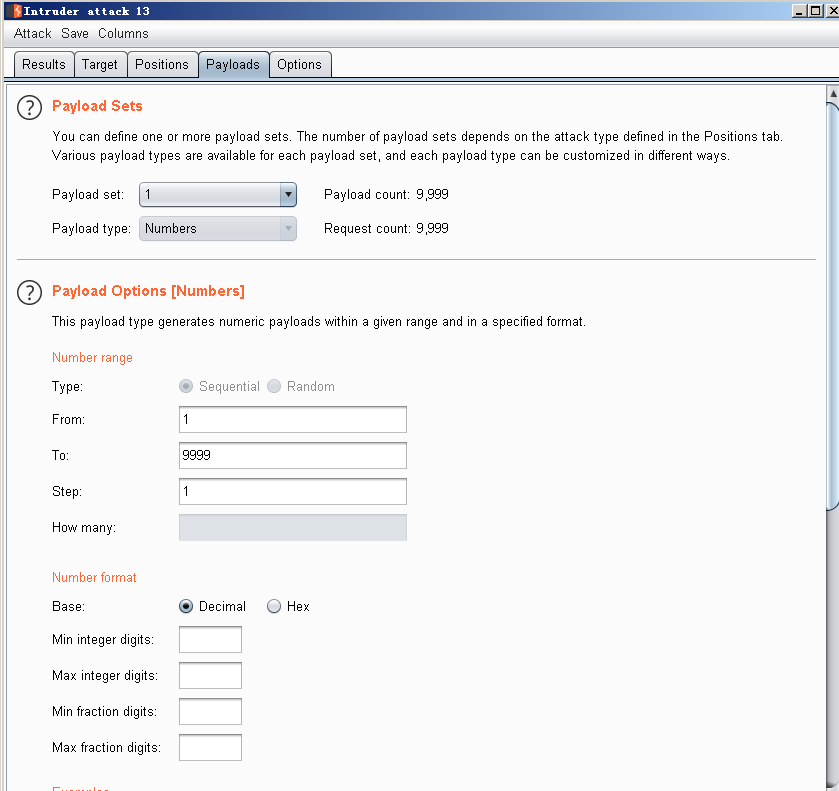 Intruder attack 13
Attack Save Columns
Results Target Positions Payloads Options
? Payload Sets
You can define one or more payload sets. The number of payload sets depends on the attack type defined in the Positions tab.
Various payload types are available for each payload set, and each payload type can be customized in different ways.
Payload set: 1 Payload count: 9,999
Payload type: Numbers Request count: 9,999
? Payload Options [Numbers]
This payload type generates numeric payloads within a given range and in a specified format.
Number range
Type: Sequential Random
From: 1
To: 9999
Step: 1
How many:
Number format
Base: Decimal Hex
Min integer digits:
Max integer digits:
Min fraction digits:
Max fraction digits:
Examples